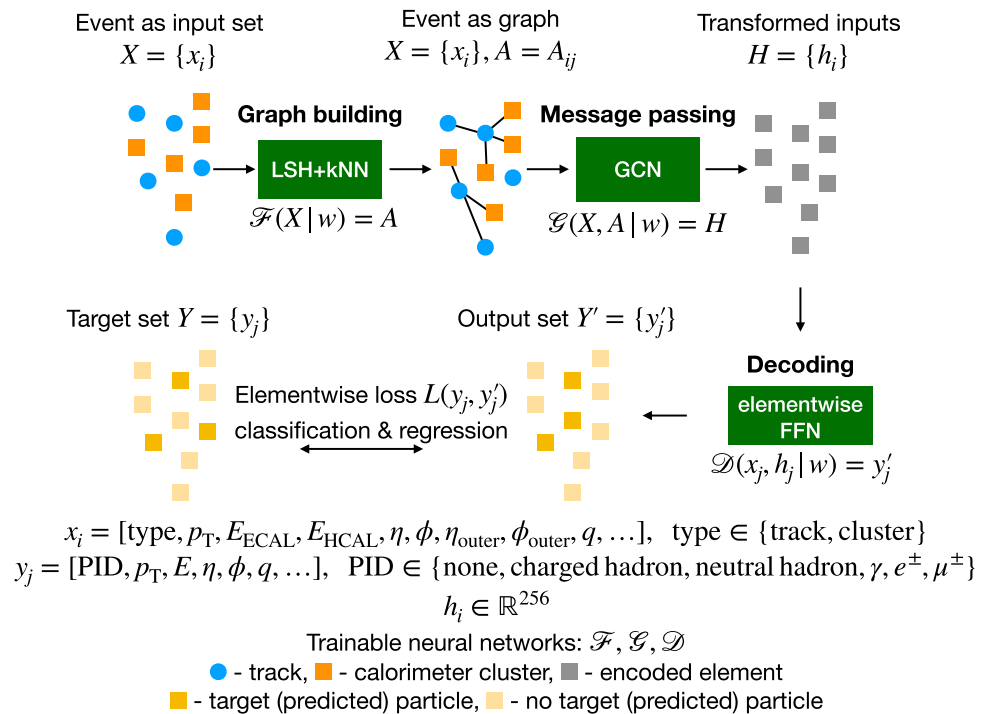 Event as input set
X = {x_i}
Event as graph
X = {x_i}, A = A_ij
Transformed inputs
H = {h_i}
Graph building
LSH+kNN
ℱ(X | w) = A
Message passing
GCN
𝒢(X, A | w) = H
Target set Y = {y_j}
Elementwise loss L(y_j, y′_j)
classification & regression
Output set Y′ = {y′_j}
Decoding
elementwise
FFN
𝒟(x_j, h_j | w) = y′_j
x_i = [type, p_T, E_ECAL, E_HCAL, η, ϕ, η_outer, ϕ_outer, q, …], type ∈ {track, cluster}
y_j = [PID, p_T, E, η, ϕ, q, …], PID ∈ {none, charged hadron, neutral hadron, γ, e^±, μ^±}
h_i ∈ ℝ^256
Trainable neural networks: ℱ, 𝒢, 𝒟
- track, - calorimeter cluster, - encoded element
- target (predicted) particle, - no target (predicted) particle